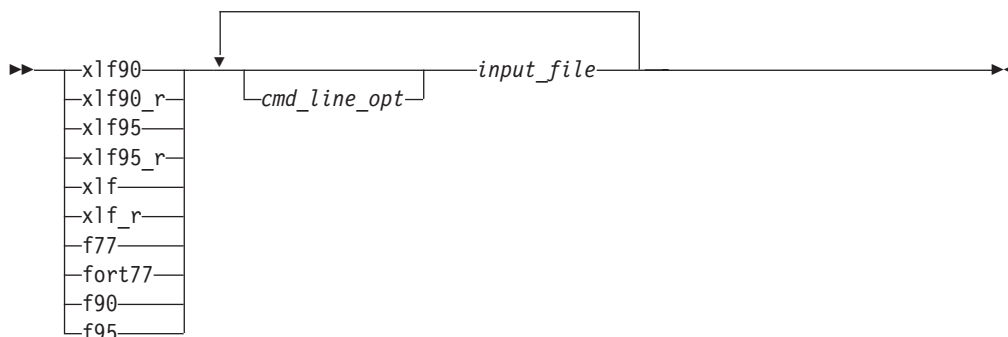 xlf90 input_file
xlf90_r cmd_line_opt
xlf95
xlf95_r
xlf
xlf_r
f77
fort77
f90
f95